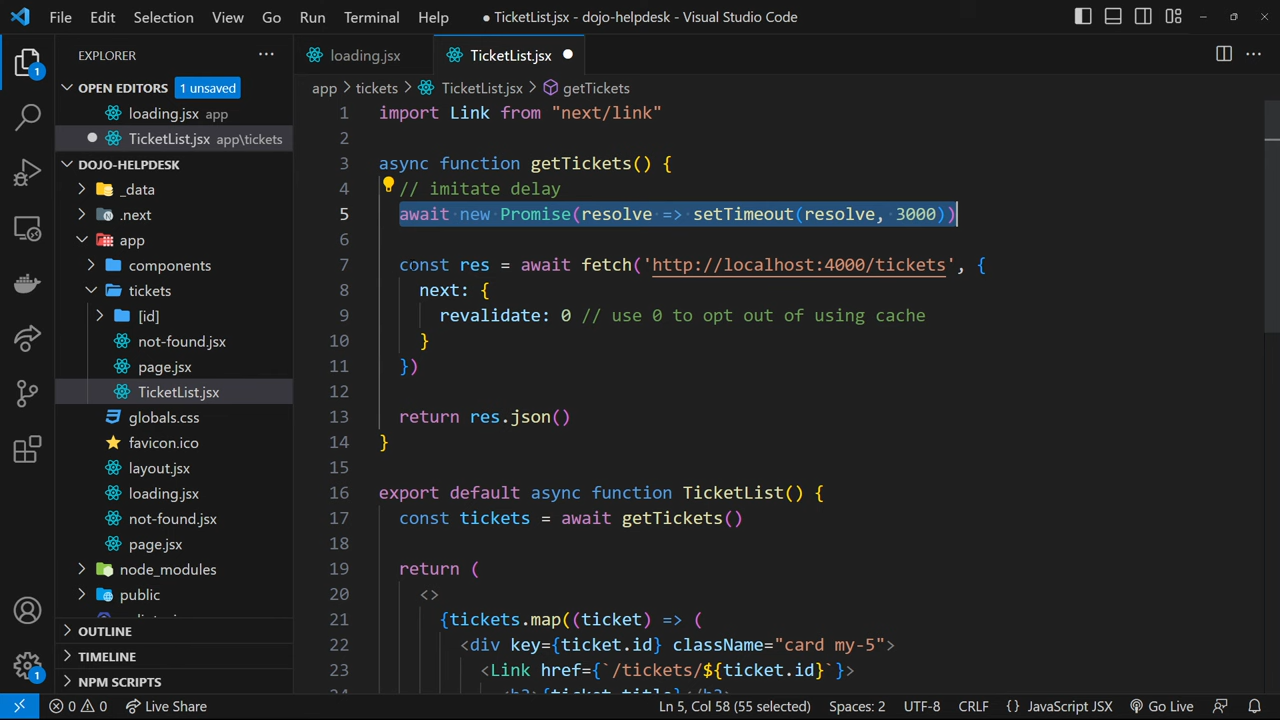 File Edit Selection View Go Run Terminal Help ● TicketList.jsx - dojo-helpdesk - Visual Studio Code
EXPLORER
OPEN EDITORS 1 unsaved
loading.jsx app
TicketList.jsx app\tickets
DOJO-HELPDESK
_data
.next
app
components
tickets
[id]
not-found.jsx
page.jsx
TicketList.jsx
globals.css
favicon.ico
layout.jsx
loading.jsx
not-found.jsx
page.jsx
node_modules
public
OUTLINE
TIMELINE
NPM SCRIPTS
1
1
loading.jsx TicketList.jsx
app > tickets > TicketList.jsx > getTickets
1 import Link from "next/link"
2
3 async function getTickets() {
4 // imitate delay
5 await new Promise(resolve => setTimeout(resolve, 3000))
6
7 const res = await fetch('http://localhost:4000/tickets', {
8 next: {
9 revalidate: 0 // use 0 to opt out of using cache
10 }
11 })
12
13 return res.json()
14 }
15
16 export default async function TicketList() {
17 const tickets = await getTickets()
18
19 return (
20 <>
21 {tickets.map((ticket) => (
22 <div key={ticket.id} className="card my-5">
23 <Link href={`/tickets/${ticket.id}`}>
24 <h3>{ticket.title}</h3>
0 0 Live Share Ln 5, Col 58 (55 selected) Spaces: 2 UTF-8 CRLF {} JavaScript JSX Go Live